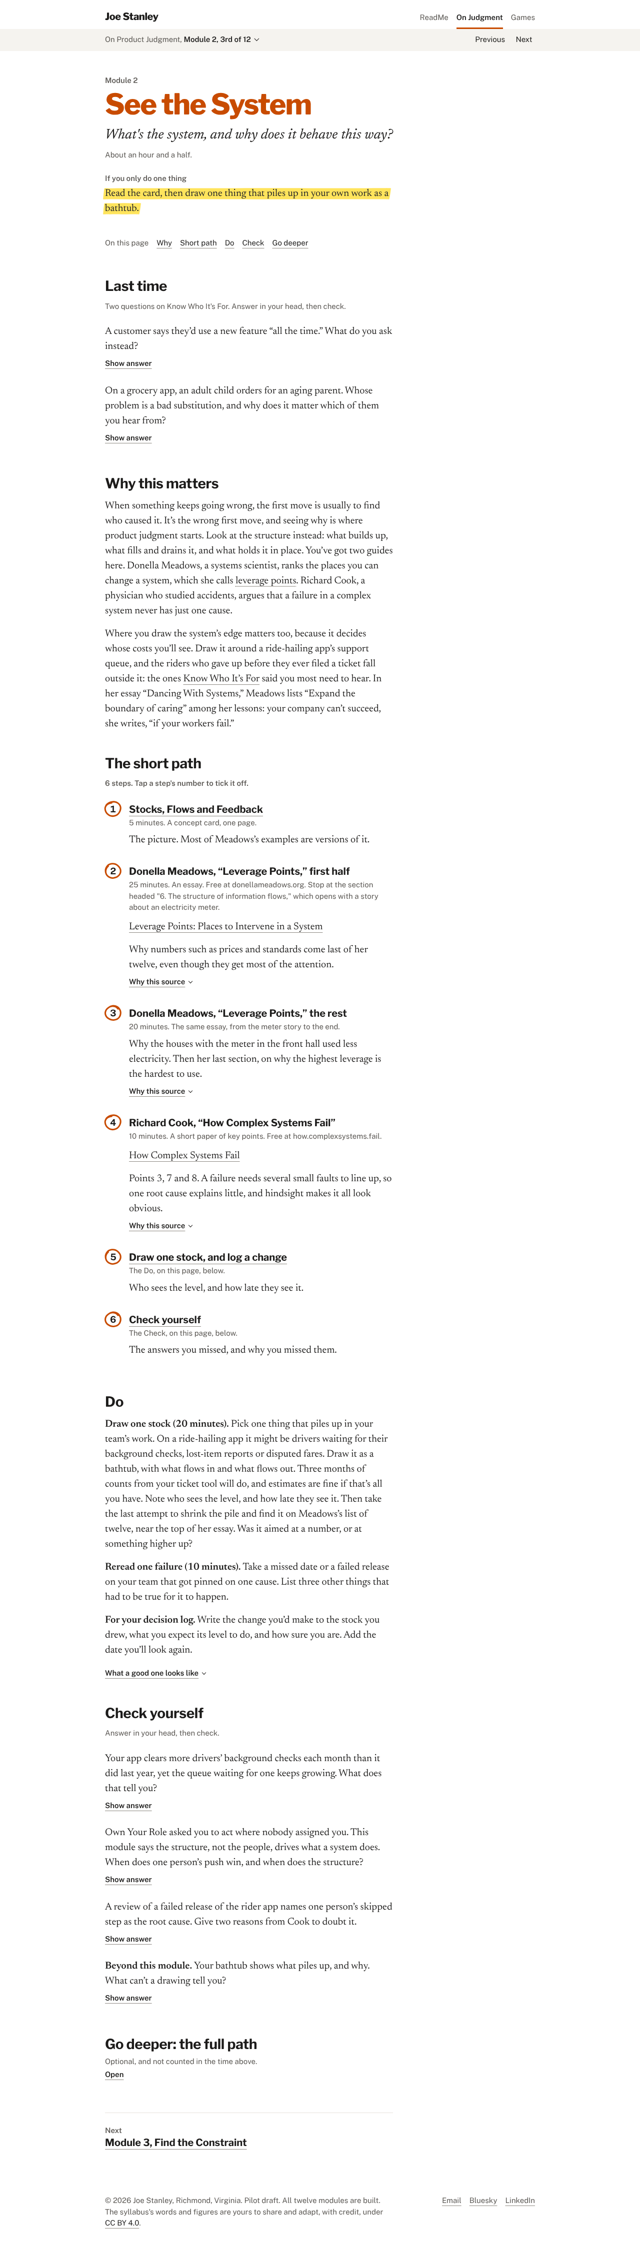 Joe Stanley
ReadMe On Judgment Games
On Product Judgment, Module 2, 3rd of 12
Previous Next
Module 2
See the System
What's the system, and why does it behave this way?
About an hour and a half.
If you only do one thing
Read the card, then draw one thing that piles up in your own work as a
bathtub.
On this page Why Short path Do Check Go deeper
Last time
Two questions on Know Who It's For. Answer in your head, then check.
A customer says they'd use a new feature “all the time.” What do you ask
instead?
Show answer
On a grocery app, an adult child orders for an aging parent. Whose
problem is a bad substitution, and why does it matter which of them
you hear from?
Show answer
Why this matters
When something keeps going wrong, the first move is usually to find
who caused it. It's the wrong first move, and seeing why is where
product judgment starts. Look at the structure instead: what builds up,
what fills and drains it, and what holds it in place. You've got two guides
here. Donella Meadows, a systems scientist, ranks the places you can
change a system, which she calls leverage points. Richard Cook, a
physician who studied accidents, argues that a failure in a complex
system never has just one cause.
Where you draw the system's edge matters too, because it decides
whose costs you'll see. Draw it around a ride-hailing app's support
queue, and the riders who gave up before they ever filed a ticket fall
outside it: the ones Know Who It's For said you most need to hear. In
her essay “Dancing With Systems,” Meadows lists “Expand the
boundary of caring” among her lessons: your company can't succeed,
she writes, “if your workers fail.”
The short path
6 steps. Tap a step's number to tick it off.
1 Stocks, Flows and Feedback
5 minutes. A concept card, one page.
The picture. Most of Meadows's examples are versions of it.
2 Donella Meadows, “Leverage Points,” first half
25 minutes. An essay. Free at donellameadows.org. Stop at the section
headed “6. The structure of information flows,” which opens with a story
about an electricity meter.
Leverage Points: Places to Intervene in a System
Why numbers such as prices and standards come last of her
twelve, even though they get most of the attention.
Why this source
3 Donella Meadows, “Leverage Points,” the rest
20 minutes. The same essay, from the meter story to the end.
Why the houses with the meter in the front hall used less
electricity. Then her last section, on why the highest leverage is
the hardest to use.
Why this source
4 Richard Cook, “How Complex Systems Fail”
10 minutes. A short paper of key points. Free at how.complexsystems.fail.
How Complex Systems Fail
Points 3, 7 and 8. A failure needs several small faults to line up, so
one root cause explains little, and hindsight makes it all look
obvious.
Why this source
5 Draw one stock, and log a change
The Do, on this page, below.
Who sees the level, and how late they see it.
6 Check yourself
The Check, on this page, below.
The answers you missed, and why you missed them.
Do
Draw one stock (20 minutes). Pick one thing that piles up in your
team's work. On a ride-hailing app it might be drivers waiting for their
background checks, lost-item reports or disputed fares. Draw it as a
bathtub, with what flows in and what flows out. Three months of
counts from your ticket tool will do, and estimates are fine if that's all
you have. Note who sees the level, and how late they see it. Then take
the last attempt to shrink the pile and find it on Meadows's list of
twelve, near the top of her essay. Was it aimed at a number, or at
something higher up?
Reread one failure (10 minutes). Take a missed date or a failed release
on your team that got pinned on one cause. List three other things that
had to be true for it to happen.
For your decision log. Write the change you'd make to the stock you
drew, what you expect its level to do, and how sure you are. Add the
date you'll look again.
What a good one looks like
Check yourself
Answer in your head, then check.
Your app clears more drivers' background checks each month than it
did last year, yet the queue waiting for one keeps growing. What does
that tell you?
Show answer
Own Your Role asked you to act where nobody assigned you. This
module says the structure, not the people, drives what a system does.
When does one person's push win, and when does the structure?
Show answer
A review of a failed release of the rider app names one person's skipped
step as the root cause. Give two reasons from Cook to doubt it.
Show answer
Beyond this module. Your bathtub shows what piles up, and why.
What can't a drawing tell you?
Show answer
Go deeper: the full path
Optional, and not counted in the time above.
Open
Next
Module 3, Find the Constraint
© 2026 Joe Stanley, Richmond, Virginia. Pilot draft. All twelve modules are built.
The syllabus's words and figures are yours to share and adapt, with credit, under
CC BY 4.0.
Email Bluesky LinkedIn